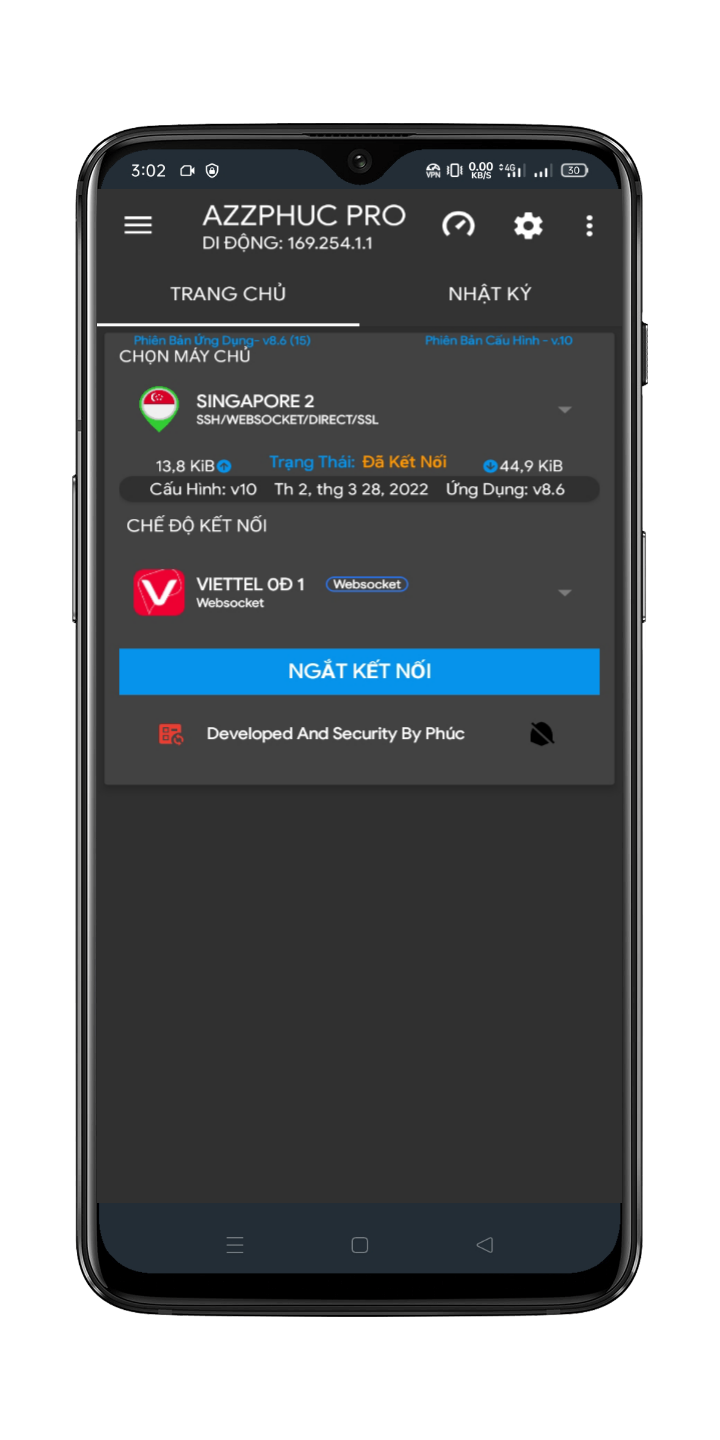 3:02 VPN 0.00 KB/S 4G 30
AZZPHUC PRO
DI ĐỘNG: 169.254.1.1
TRANG CHỦ NHẬT KÝ
Phiên Bản Ứng Dụng- v8.6 (15) Phiên Bản Cấu Hình - v.10
CHỌN MÁY CHỦ
SINGAPORE 2
SSH/WEBSOCKET/DIRECT/SSL
13,8 KiB Trạng Thái: Đã Kết Nối 44,9 KiB
Cấu Hình: v10 Th 2, thg 3 28, 2022 Ứng Dụng: v8.6
CHẾ ĐỘ KẾT NỐI
VIETTEL 0Đ 1 Websocket
Websocket
NGẮT KẾT NỐI
Developed And Security By Phúc